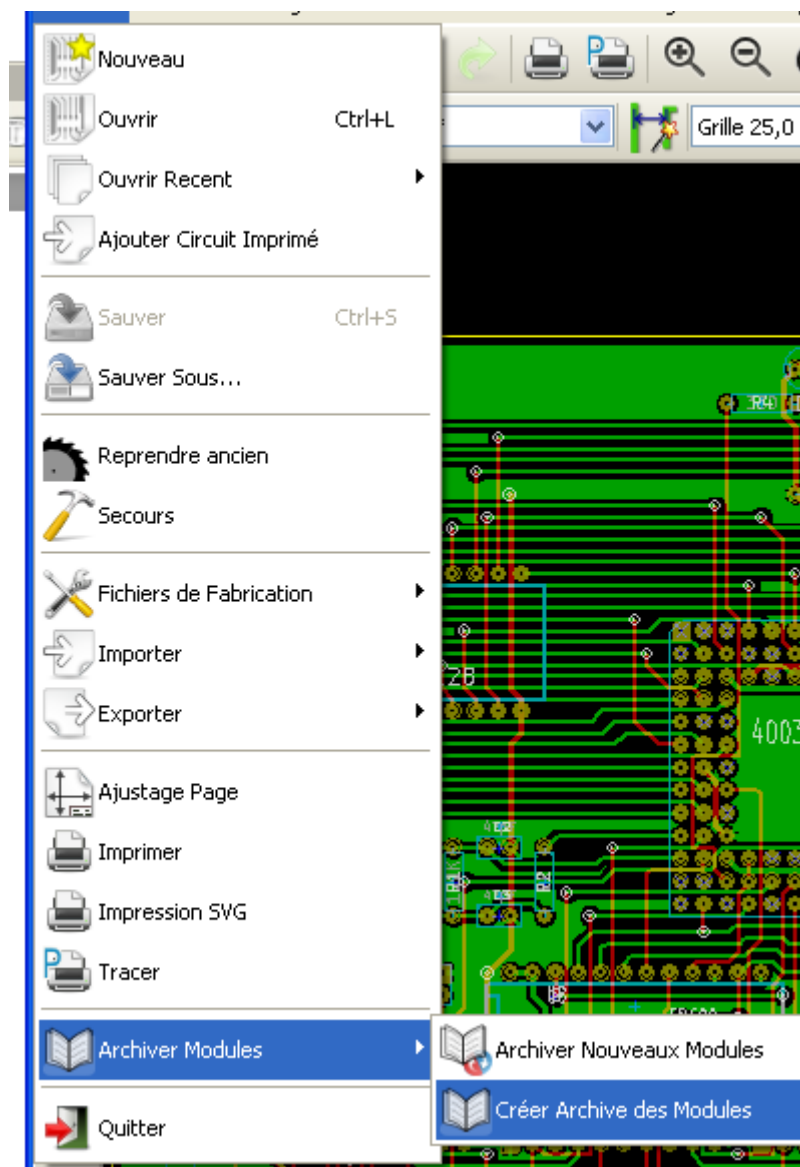 Nouveau
Ouvrir Ctrl+L
Ouvrir Recent
Ajouter Circuit Imprimé
Sauver Ctrl+S
Sauver Sous...
Reprendre ancien
Secours
Fichiers de Fabrication
Importer
Exporter
Ajustage Page
Imprimer
Impression SVG
Tracer
Archiver Modules
Quitter
Archiver Nouveaux Modules
Créer Archive des Modules
Grille 25,0
R4
28
4003
R1
R2